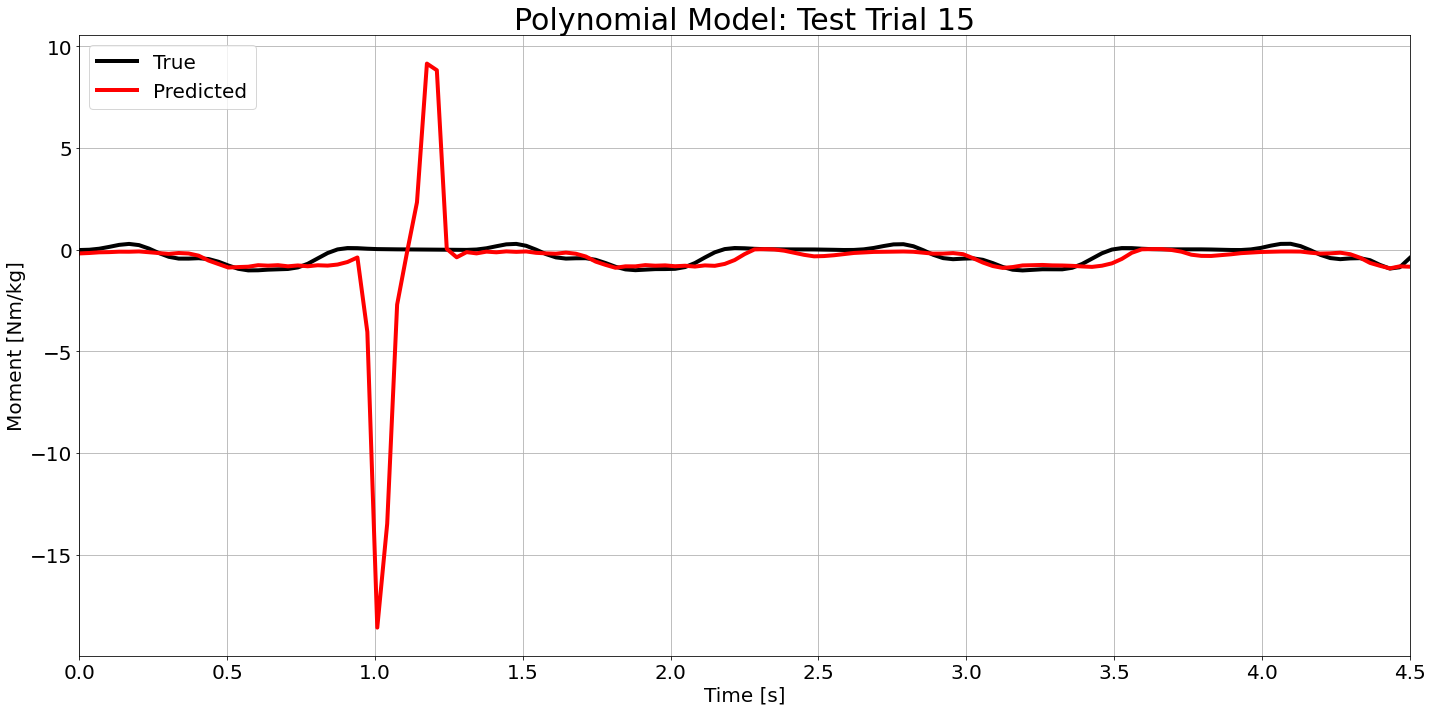 Polynomial Model: Test Trial 15
True
Predicted
10
5
0
−5
−10
−15
Moment [Nm/kg]
0.0 0.5 1.0 1.5 2.0 2.5 3.0 3.5 4.0 4.5
Time [s]